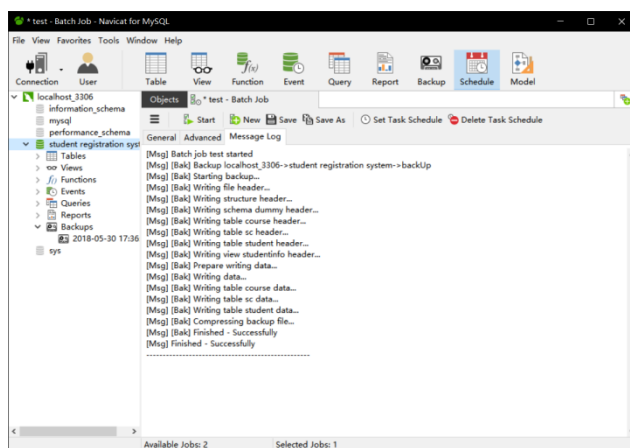 * test - Batch Job - Navicat for MySQL
File View Favorites Tools Window Help
Connection User Table View Function Event Query Report Backup Schedule Model
localhost_3306
information_schema
mysql
performance_schema
student registration syst
Tables
Views
Functions
Events
Queries
Reports
Backups
2018-05-30 17:36
sys
Objects * test - Batch Job
Start New Save Save As Set Task Schedule Delete Task Schedule
General Advanced Message Log
[Msg] Batch job test started
[Msg] [Bak] Backup localhost_3306->student registration system->backUp
[Msg] [Bak] Starting backup...
[Msg] [Bak] Writing file header...
[Msg] [Bak] Writing structure header...
[Msg] [Bak] Writing schema dummy header...
[Msg] [Bak] Writing table course header...
[Msg] [Bak] Writing table sc header...
[Msg] [Bak] Writing table student header...
[Msg] [Bak] Writing view studentinfo header...
[Msg] [Bak] Prepare writing data...
[Msg] [Bak] Writing data...
[Msg] [Bak] Writing table course data...
[Msg] [Bak] Writing table sc data...
[Msg] [Bak] Writing table student data...
[Msg] [Bak] Compressing backup file...
[Msg] [Bak] Finished - Successfully
[Msg] Finished - Successfully
--------------------------------------------------
Available Jobs: 2 Selected Jobs: 1